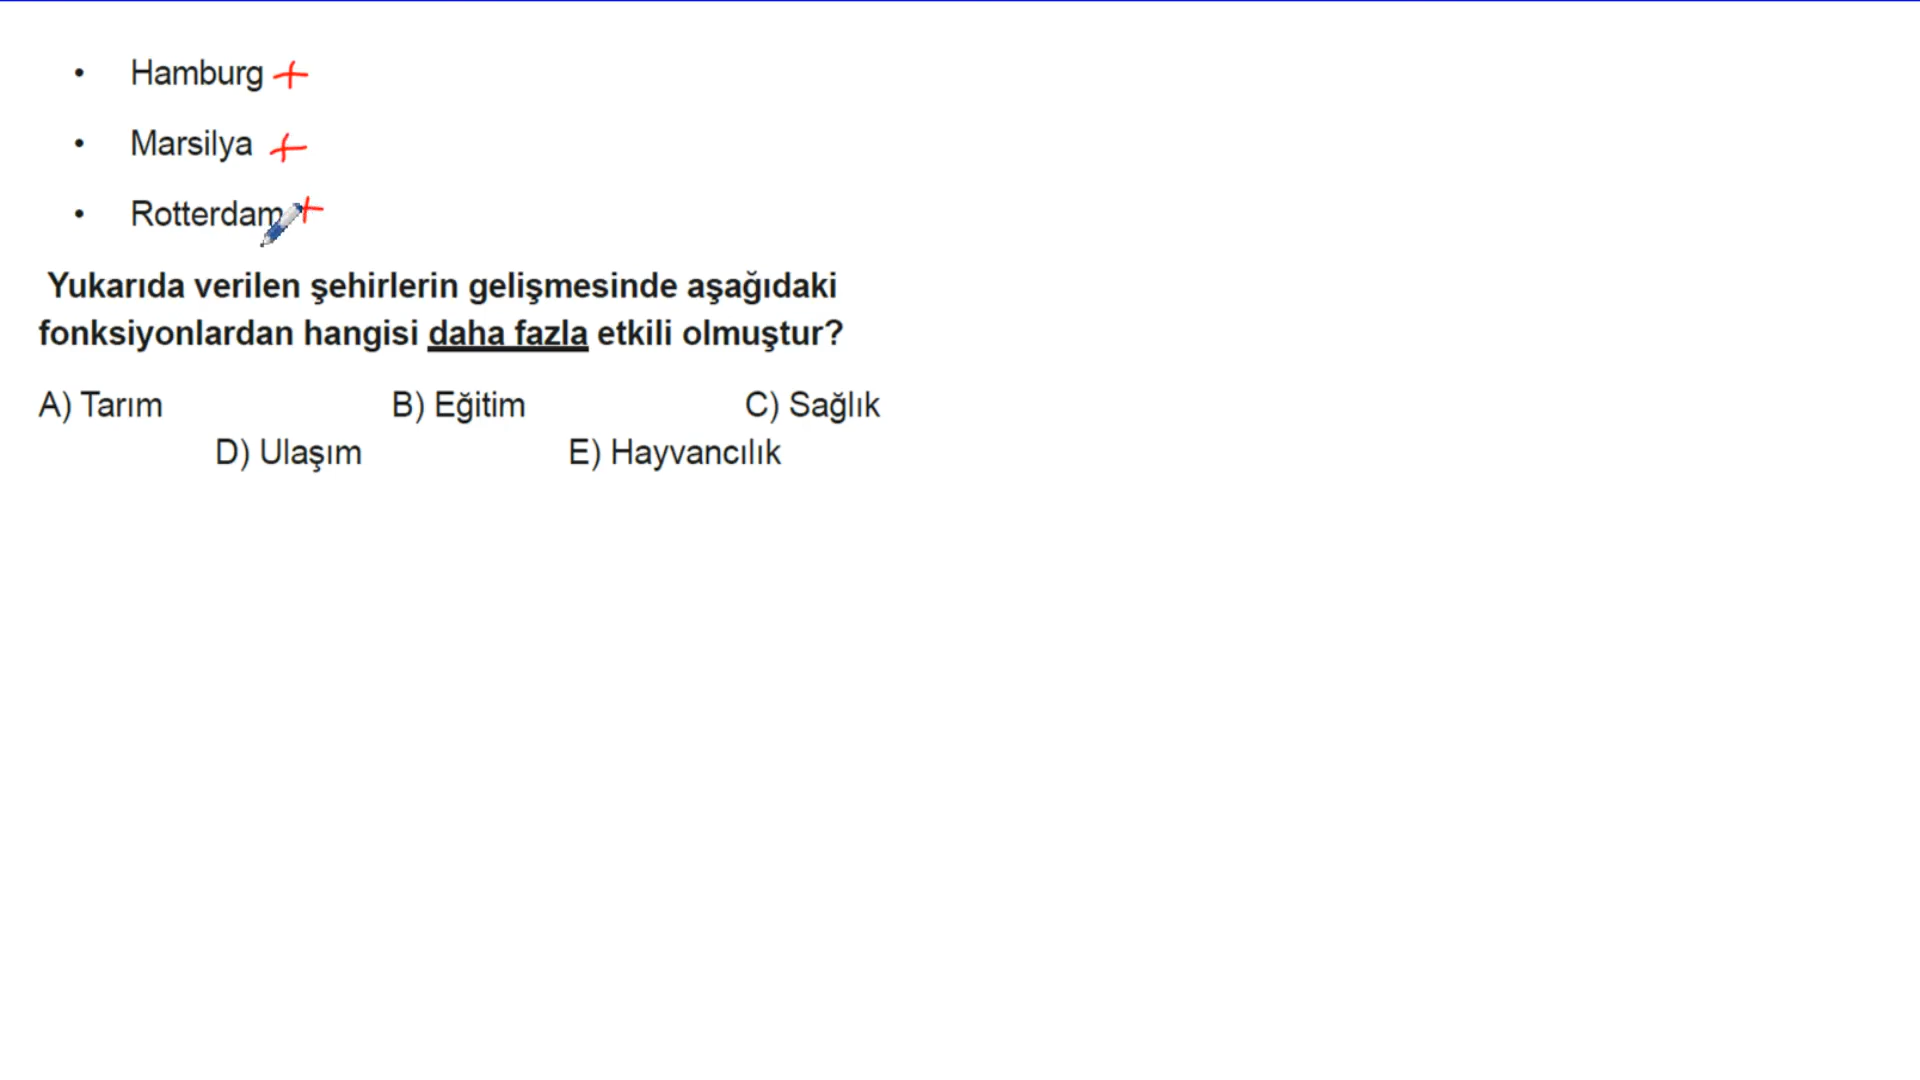 • Hamburg +
• Marsilya +
• Rotterdam +
Yukarıda verilen şehirlerin gelişmesinde aşağıdaki
fonksiyonlardan hangisi daha fazla etkili olmuştur?
A) Tarım B) Eğitim C) Sağlık
D) Ulaşım E) Hayvancılık